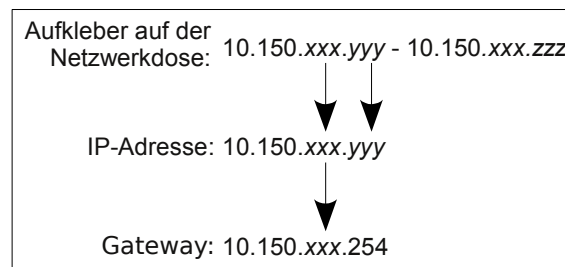 Aufkleber auf der
Netzwerkdose: 10.150.xxx.yyy - 10.150.xxx.zzz
IP-Adresse: 10.150.xxx.yyy
Gateway: 10.150.xxx.254